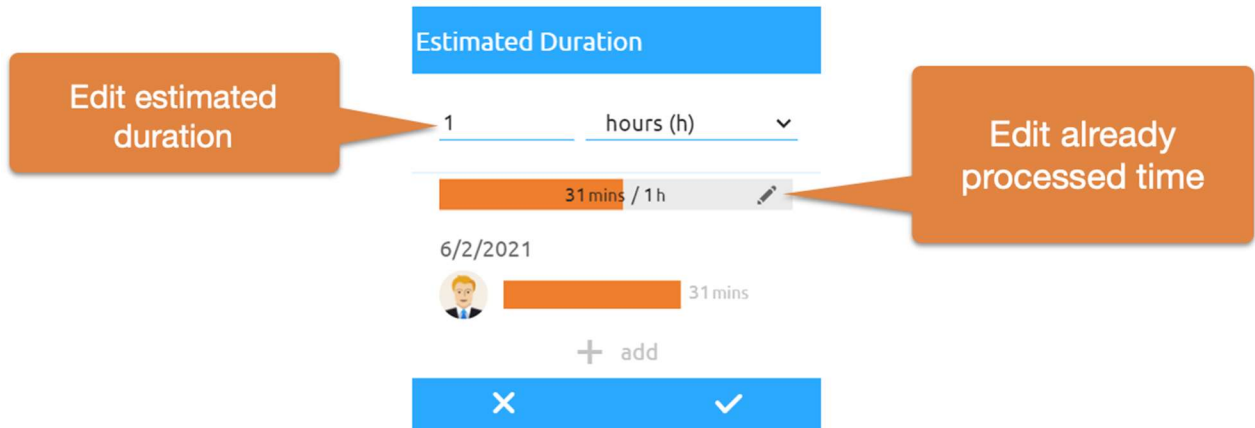 Estimated Duration
Edit estimated
duration
1 hours (h)
Edit already
processed time
31 mins / 1 h
6/2/2021
31 mins
+ add